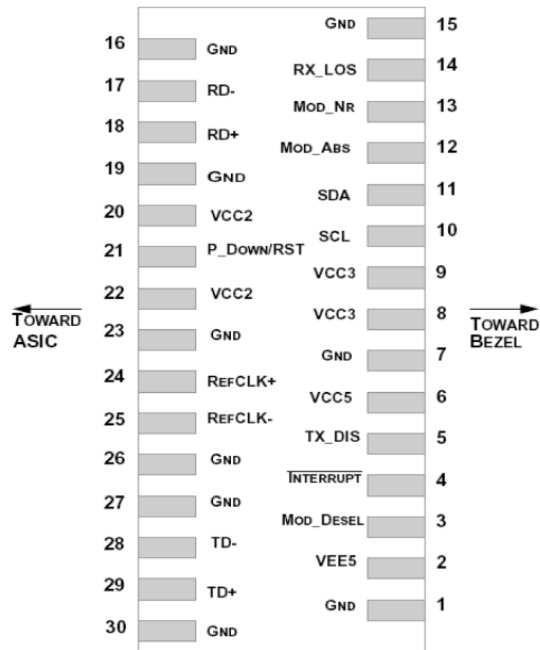 GND 15
16 GND
RX_LOS 14
17 RD-
MOD_NR 13
18 RD+
MOD_ABS 12
19 GND
SDA 11
20 VCC2
SCL 10
21 P_DOWN/RST
VCC3 9
22 VCC2
VCC3 8
TOWARD
ASIC
TOWARD
BEZEL
23 GND
GND 7
24 REFCLK+
VCC5 6
25 REFCLK-
TX_DIS 5
26 GND
INTERRUPT 4
27 GND
MOD_DESEL 3
28 TD-
VEE5 2
29 TD+
GND 1
30 GND